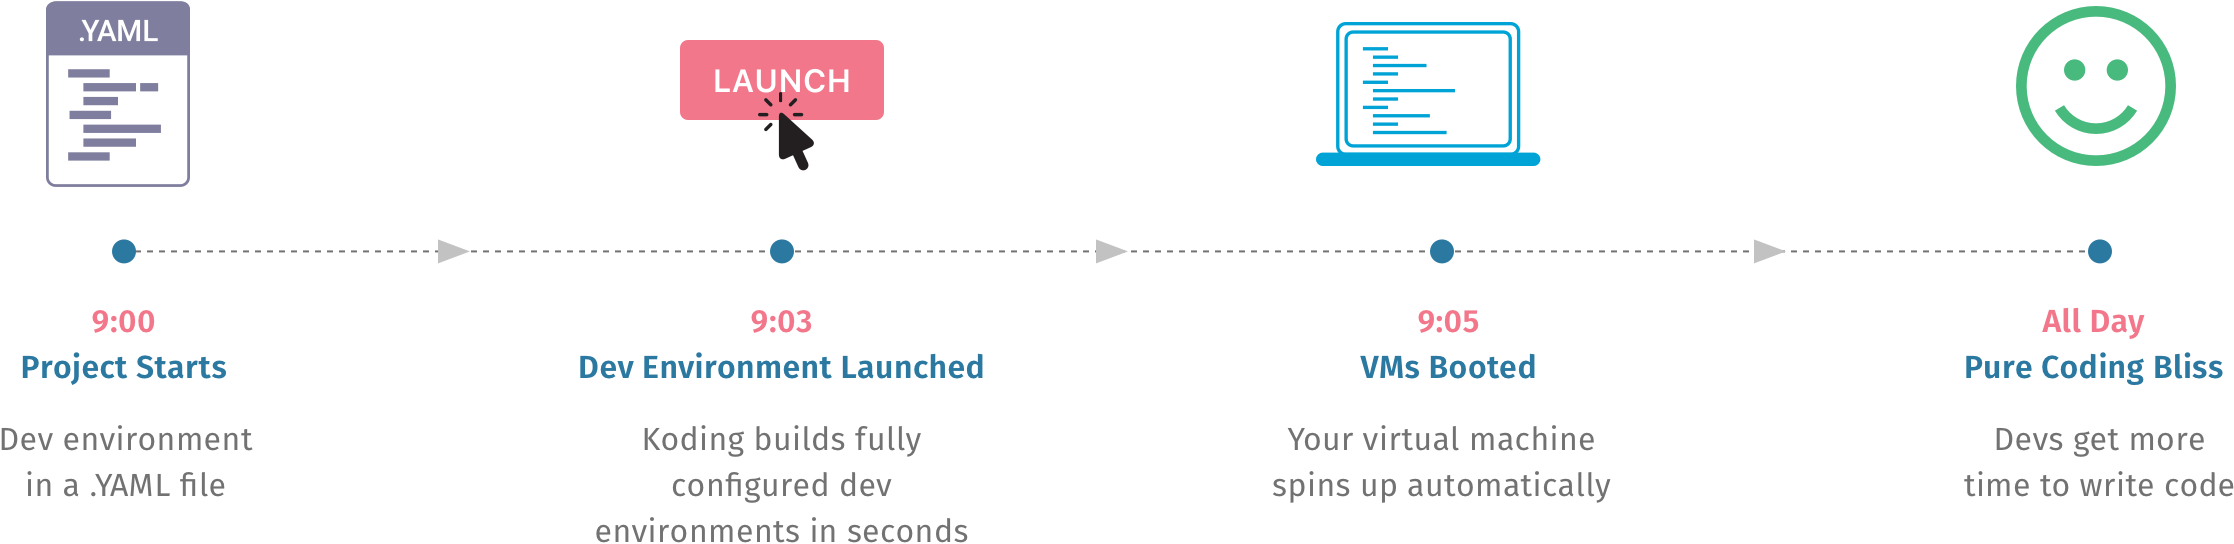 .YAML
LAUNCH
9:00
Project Starts
Dev environment
in a .YAML file
9:03
Dev Environment Launched
Koding builds fully
configured dev
environments in seconds
9:05
VMs Booted
Your virtual machine
spins up automatically
All Day
Pure Coding Bliss
Devs get more
time to write code